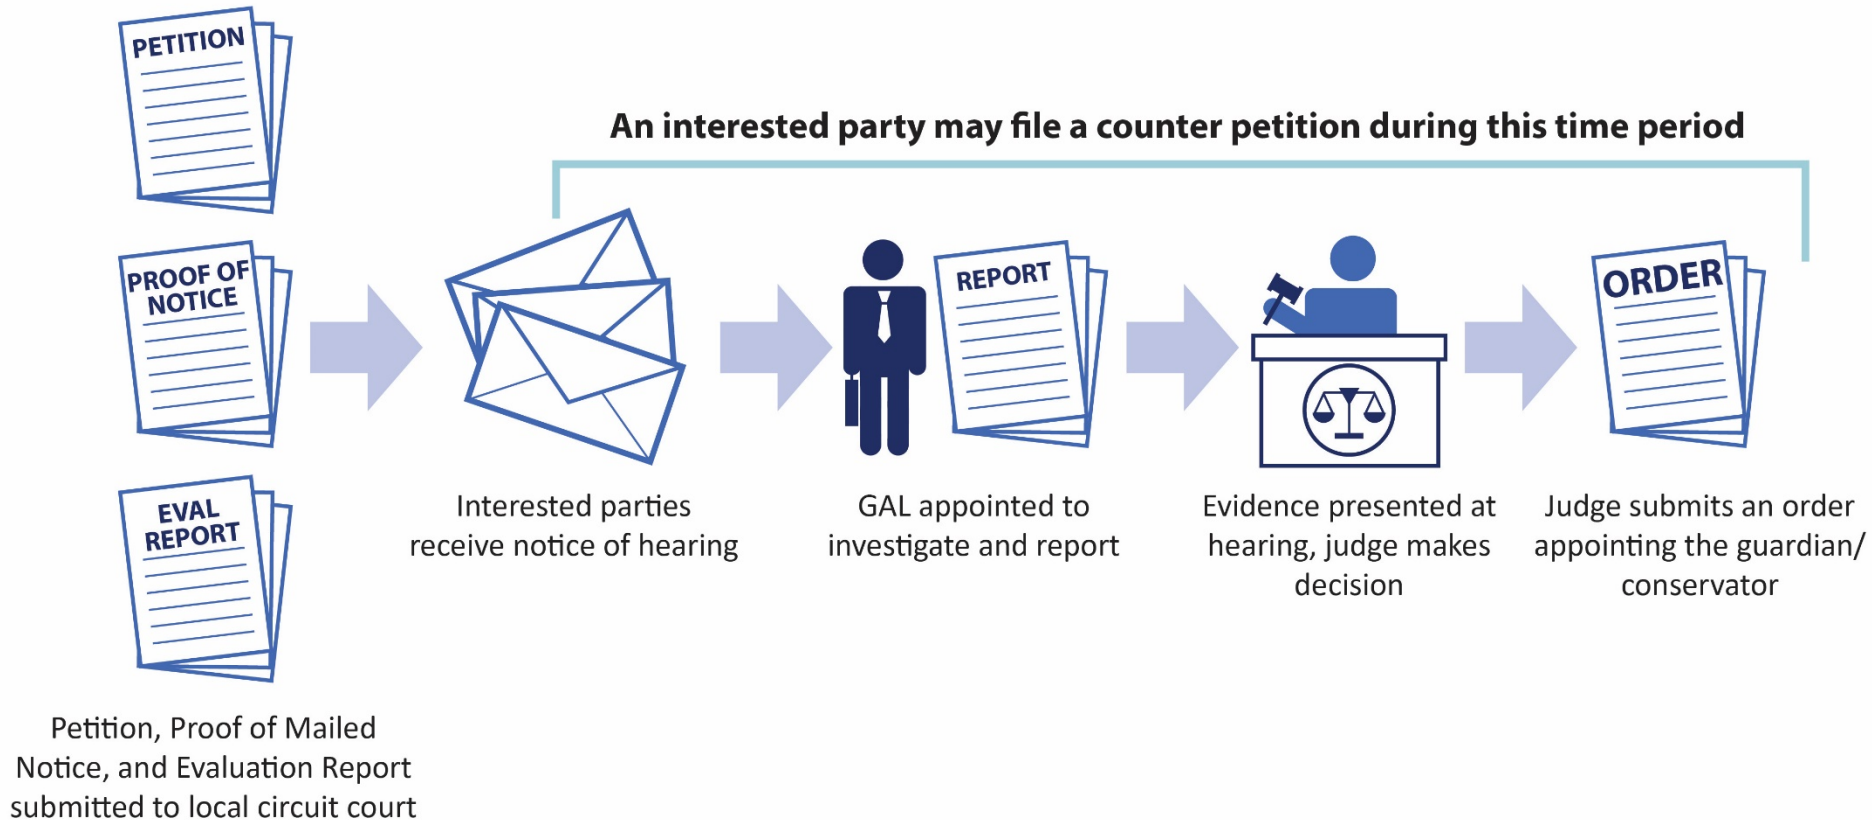 PETITION
An interested party may file a counter petition during this time period
PROOF OF
NOTICE
REPORT
ORDER
EVAL
REPORT
Interested parties
receive notice of hearing
GAL appointed to
investigate and report
Evidence presented at
hearing, judge makes
decision
Judge submits an order
appointing the guardian/
conservator
Petition, Proof of Mailed
Notice, and Evaluation Report
submitted to local circuit court